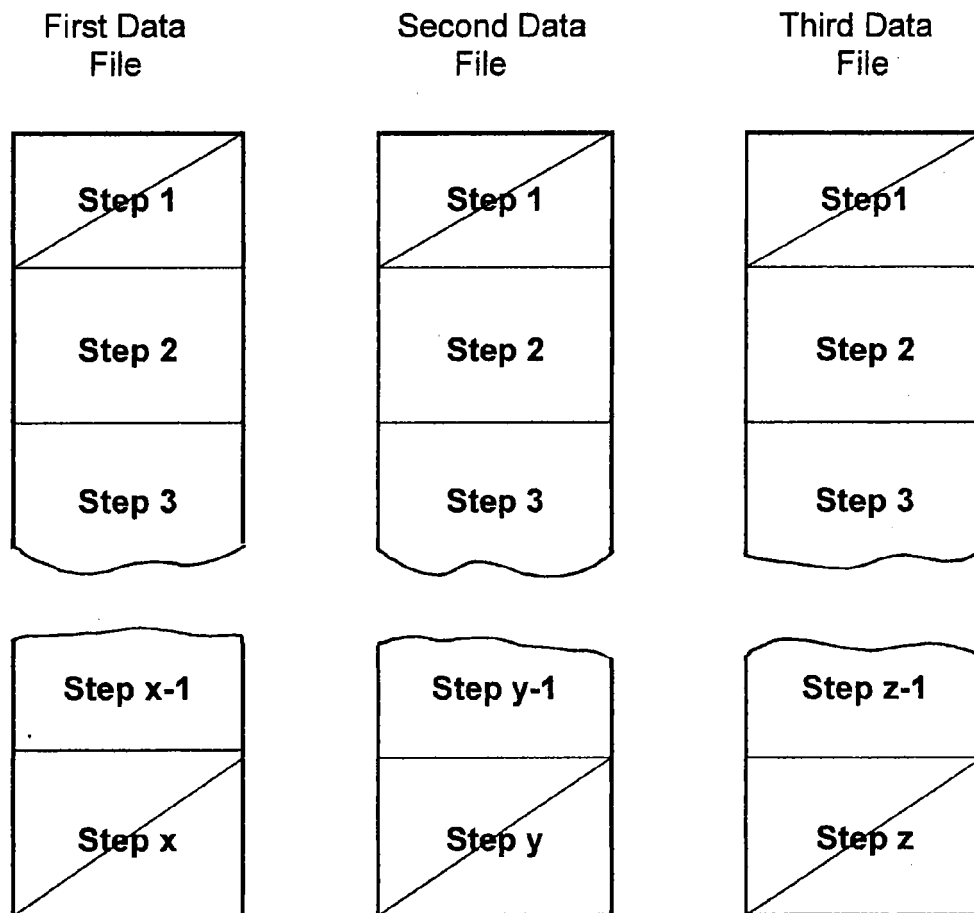 First Data
File
Second Data
File
Third Data
File
Step 1
Step 1
Step1
Step 2
Step 2
Step 2
Step 3
Step 3
Step 3
Step x-1
Step y-1
Step z-1
Step x
Step y
Step z